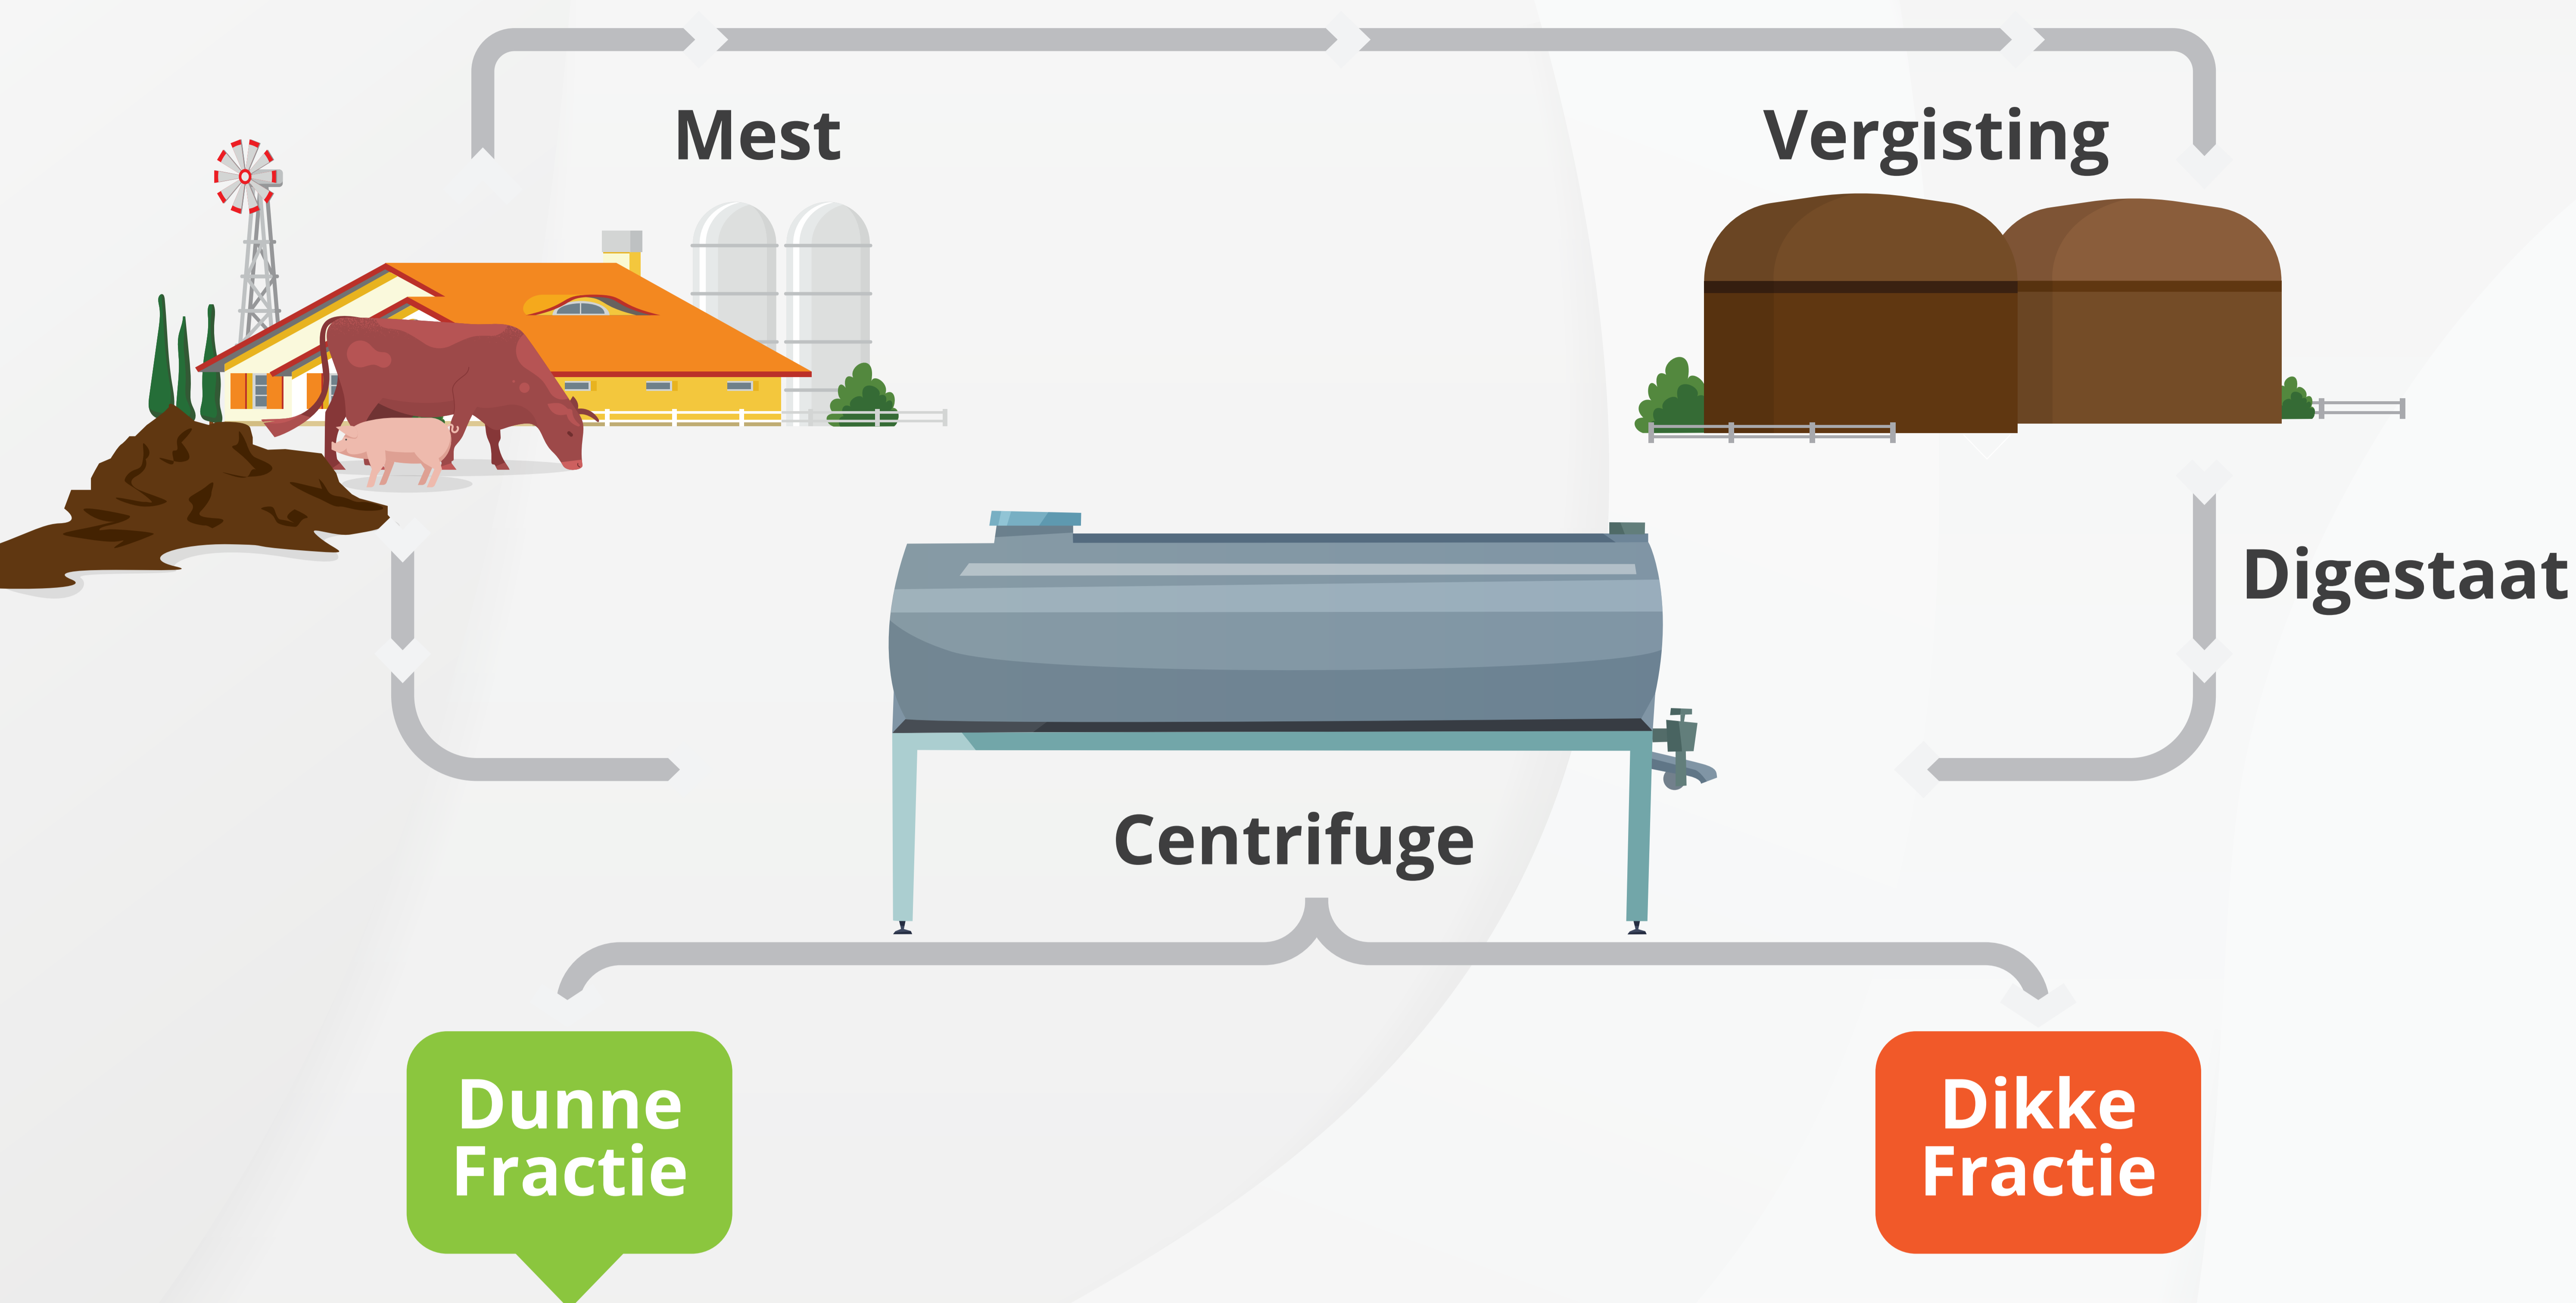 Mest
Vergisting
Digestaat
Centrifuge
Dunne
Fractie
Dikke
Fractie